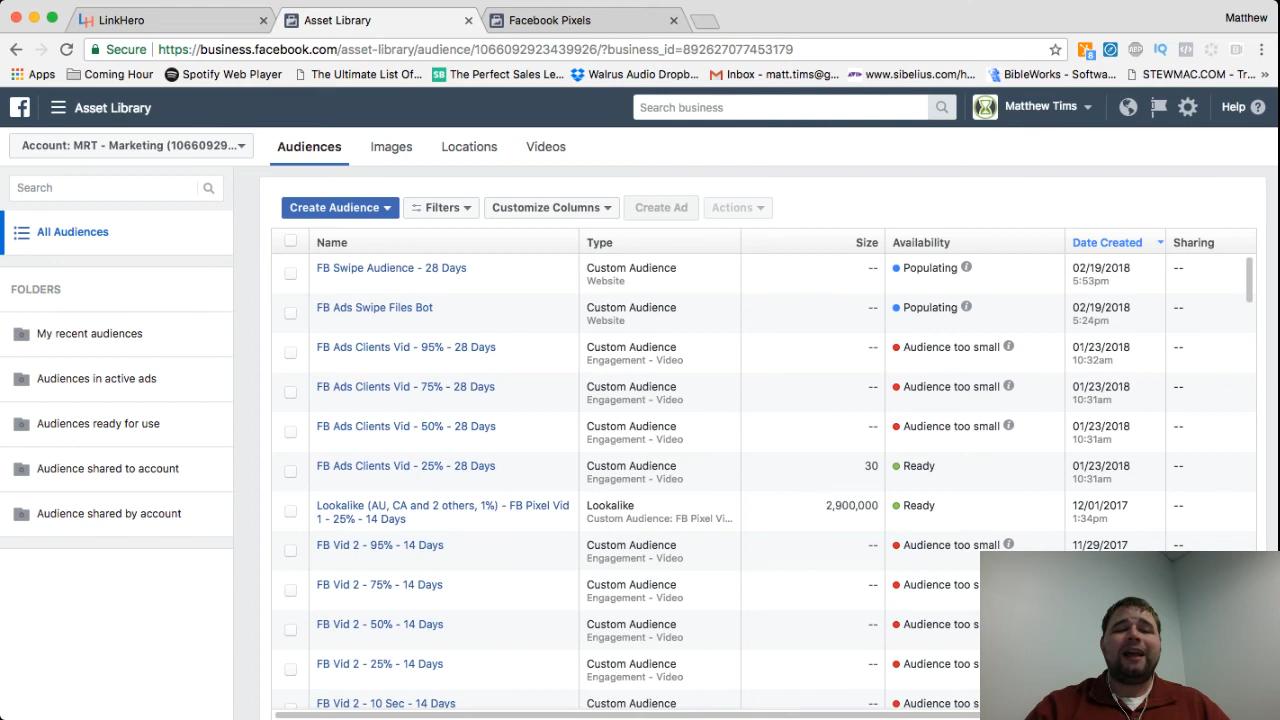 LinkHero
Asset Library
Facebook Pixels
Matthew
Secure
https://business.facebook.com/asset-library/audience/1066092923439926/?business_id=892627077453179
Apps
Coming Hour
Spotify Web Player
The Ultimate List Of...
The Perfect Sales Le...
Walrus Audio Dropb...
Inbox - matt.tims@g...
www.sibelius.com/h...
BibleWorks - Softwa...
STEWMAC.COM - Tr...
Asset Library
Search business
Matthew Tims
Help
Account: MRT - Marketing (10660929...
Audiences
Images
Locations
Videos
Search
All Audiences
FOLDERS
My recent audiences
Audiences in active ads
Audiences ready for use
Audience shared to account
Audience shared by account
Create Audience
Filters
Customize Columns
Create Ad
Actions
Name Type Size Availability Date Created Sharing
FB Swipe Audience - 28 Days Custom Audience -- Populating 02/19/2018 --
Website 5:53pm
FB Ads Swipe Files Bot Custom Audience -- Populating 02/19/2018 --
Website 5:24pm
FB Ads Clients Vid - 95% - 28 Days Custom Audience -- Audience too small 01/23/2018 --
Engagement - Video 10:32am
FB Ads Clients Vid - 75% - 28 Days Custom Audience -- Audience too small 01/23/2018 --
Engagement - Video 10:31am
FB Ads Clients Vid - 50% - 28 Days Custom Audience -- Audience too small 01/23/2018 --
Engagement - Video 10:31am
FB Ads Clients Vid - 25% - 28 Days Custom Audience 30 Ready 01/23/2018 --
Engagement - Video 10:31am
Lookalike (AU, CA and 2 others, 1%) - FB Pixel Vid Lookalike 2,900,000 Ready 12/01/2017 --
1 - 25% - 14 Days Custom Audience: FB Pixel Vi... 1:34pm
FB Vid 2 - 95% - 14 Days Custom Audience -- Audience too small 11/29/2017 --
Engagement - Video
FB Vid 2 - 75% - 14 Days Custom Audience -- Audience too s
Engagement - Video
FB Vid 2 - 50% - 14 Days Custom Audience -- Audience too s
Engagement - Video
FB Vid 2 - 25% - 14 Days Custom Audience -- Audience too s
Engagement - Video
FB Vid 2 - 10 Sec - 14 Days Custom Audience -- Audience too s